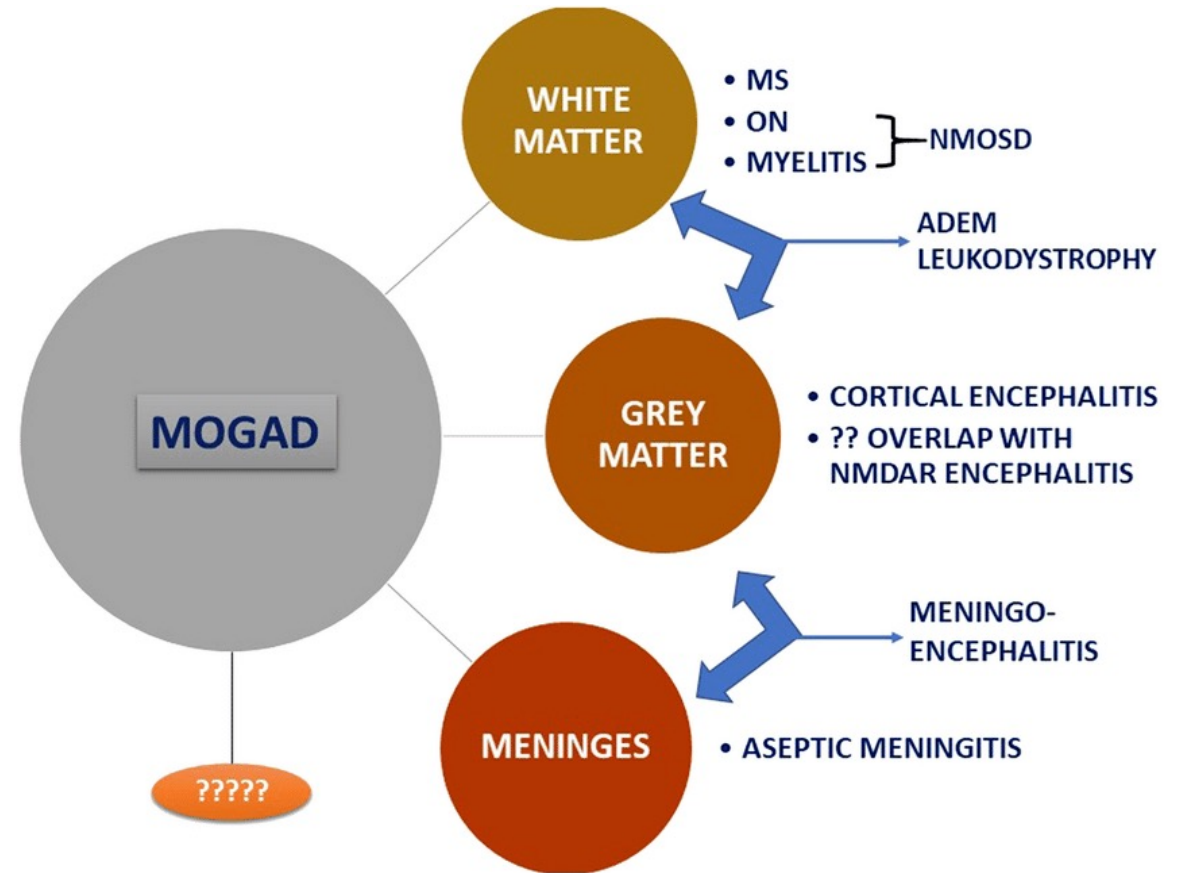 WHITE
MATTER
• MS
• ON
• MYELITIS
NMOSD
ADEM
LEUKODYSTROPHY
MOGAD
GREY
MATTER
• CORTICAL ENCEPHALITIS
• ?? OVERLAP WITH
NMDAR ENCEPHALITIS
MENINGO-
ENCEPHALITIS
MENINGES
• ASEPTIC MENINGITIS
?????